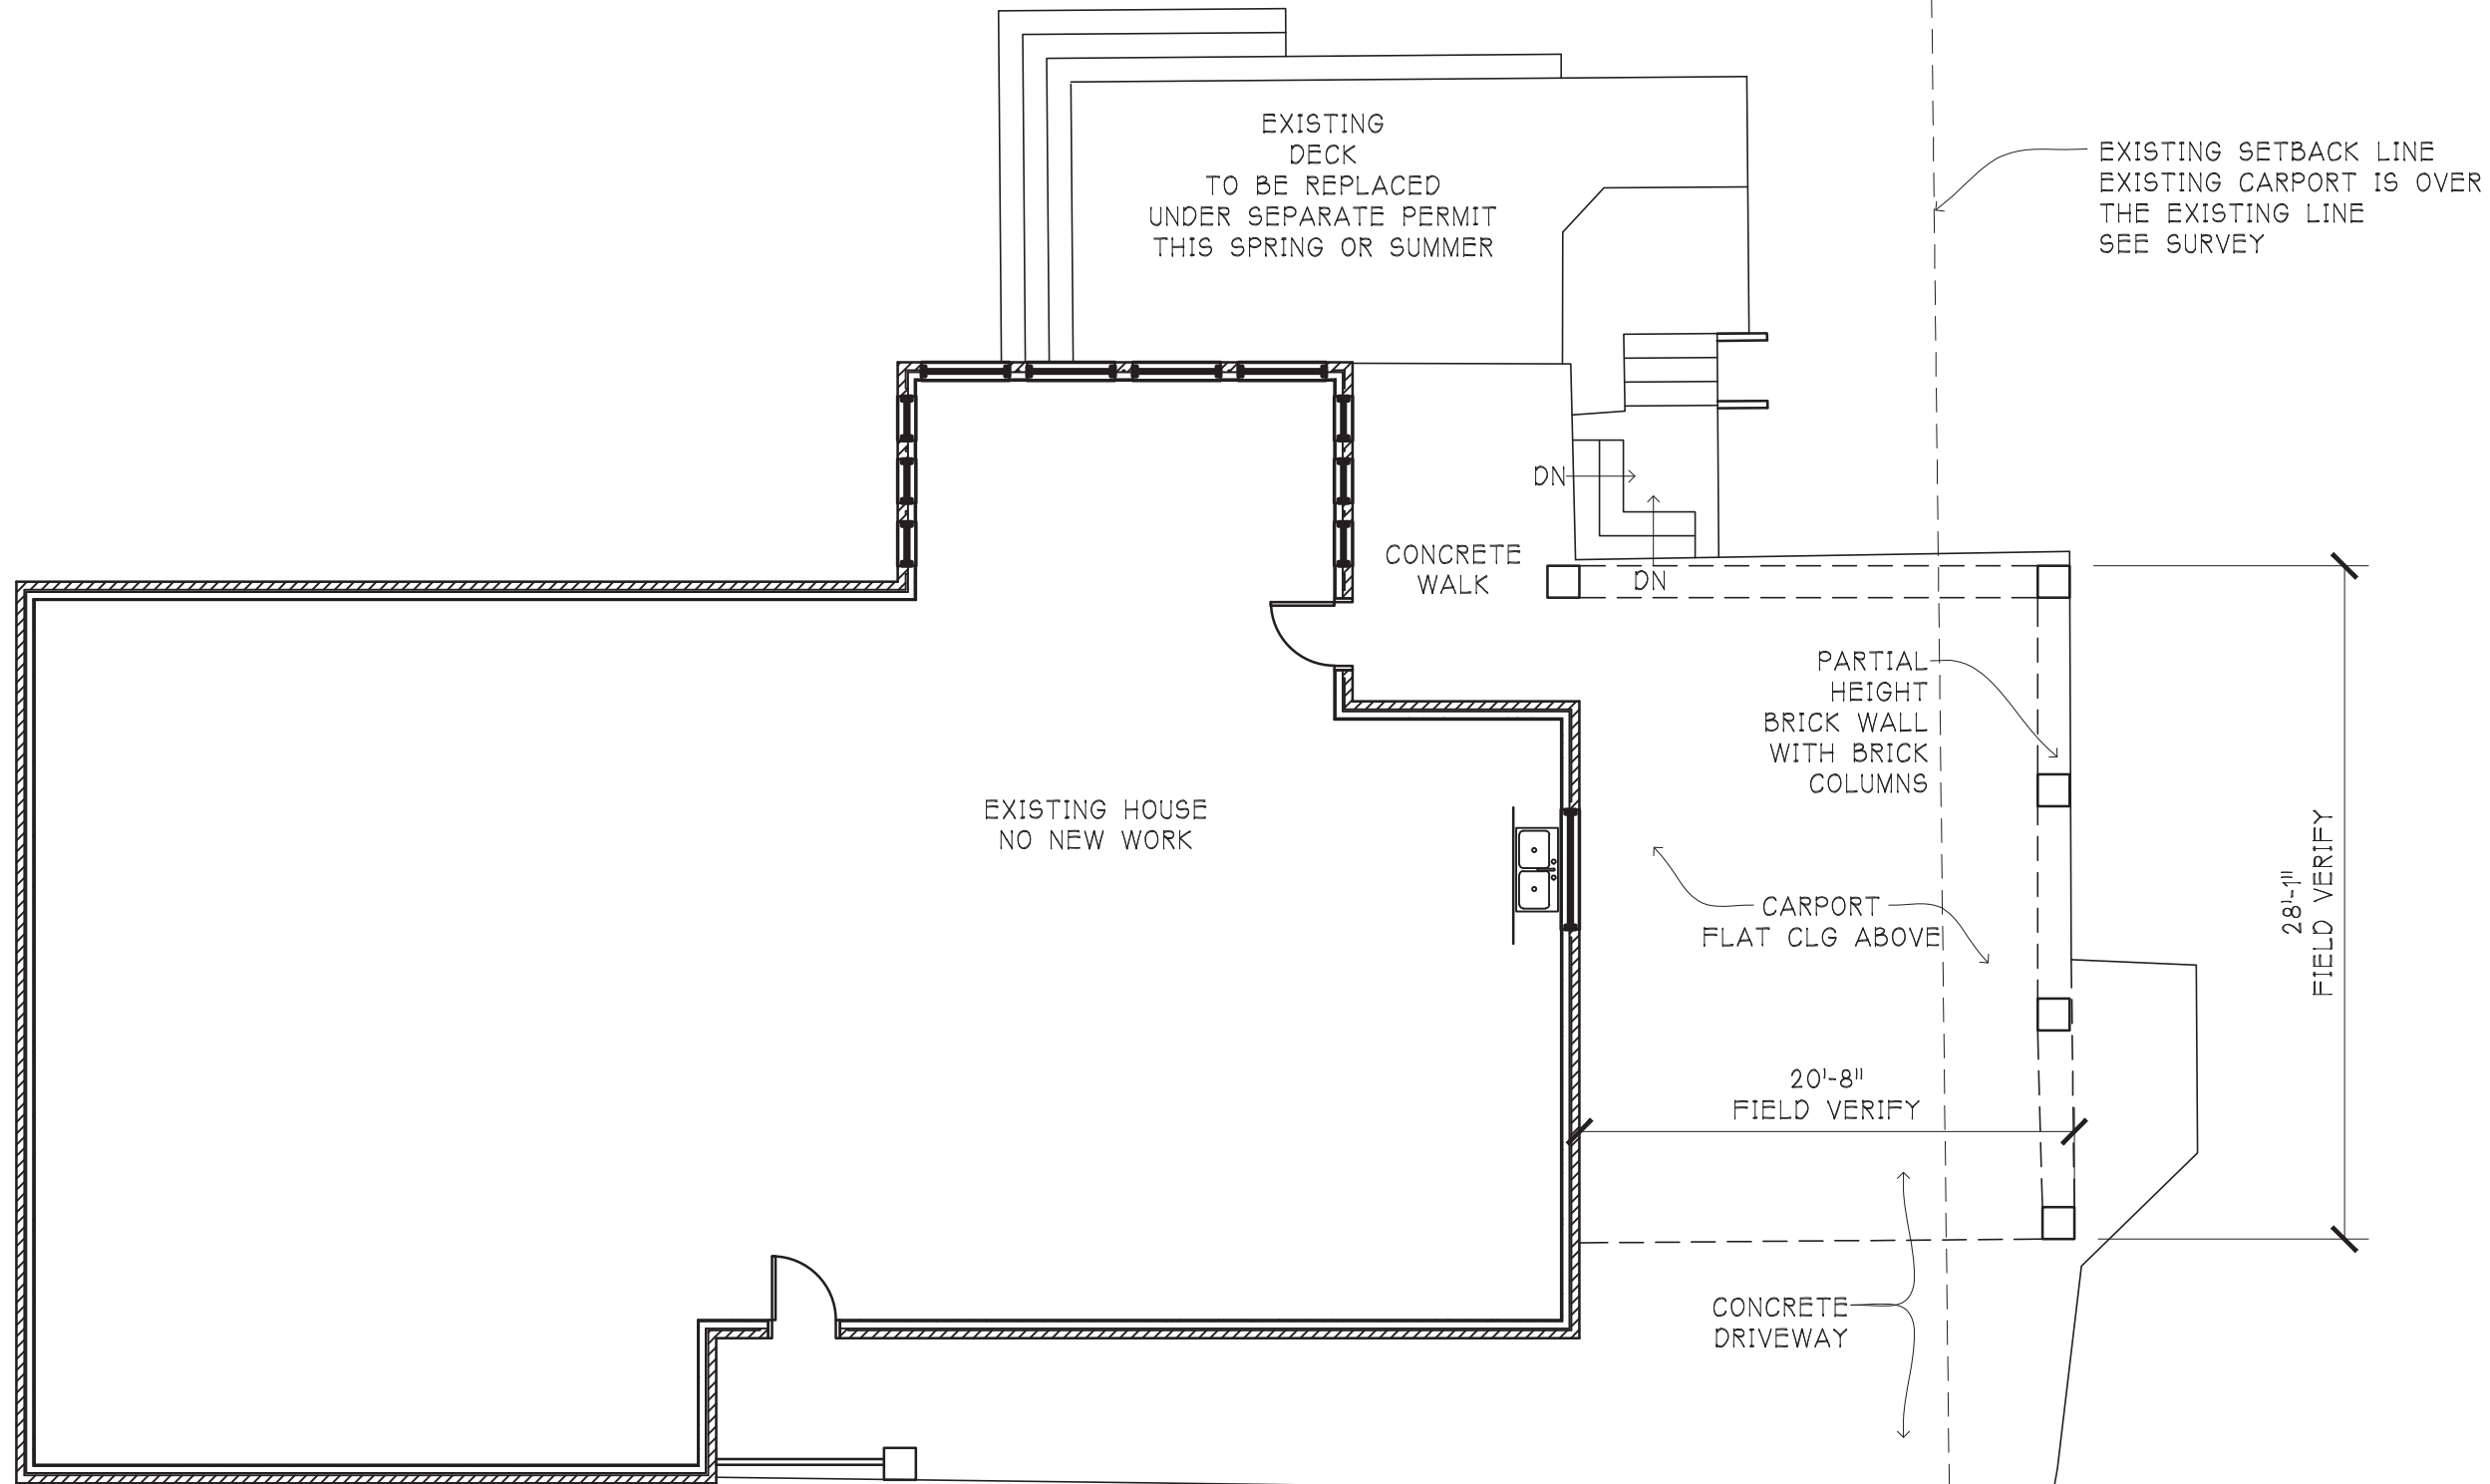 EXISTING
DECK
TO BE REPLACED
UNDER SEPARATE PERMIT
THIS SPRING OR SUMMER
EXISTING SETBACK LINE
EXISTING CARPORT IS OVER
THE EXISTING LINE
SEE SURVEY
DN
CONCRETE
WALK
DN
PARTIAL
HEIGHT
BRICK WALL
WITH BRICK
COLUMNS
EXISTING HOUSE
NO NEW WORK
CARPORT
FLAT CLG ABOVE
28'-1"
FIELD VERIFY
20'-8"
FIELD VERIFY
CONCRETE
DRIVEWAY